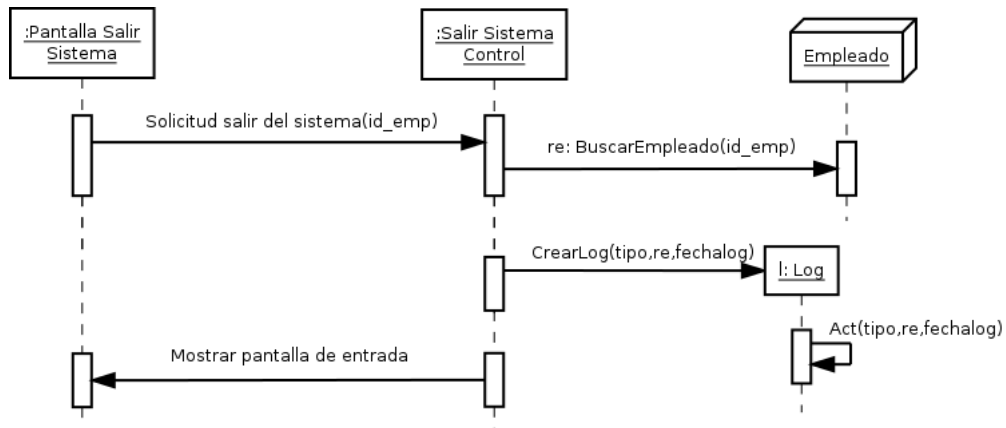 :Pantalla Salir
Sistema
:Salir Sistema
Control
Empleado
Solicitud salir del sistema(id_emp)
re: BuscarEmpleado(id_emp)
CrearLog(tipo,re,fechalog)
l: Log
Act(tipo,re,fechalog)
Mostrar pantalla de entrada